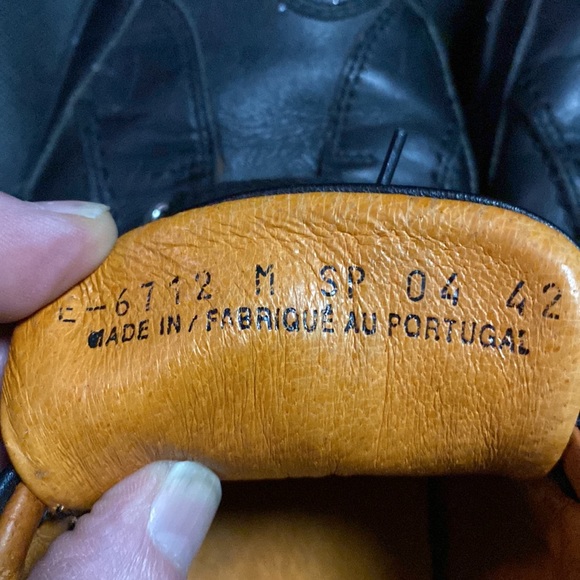 E-6712 M SP 04 42
MADE IN / FABRIQUÉ AU PORTUGAL